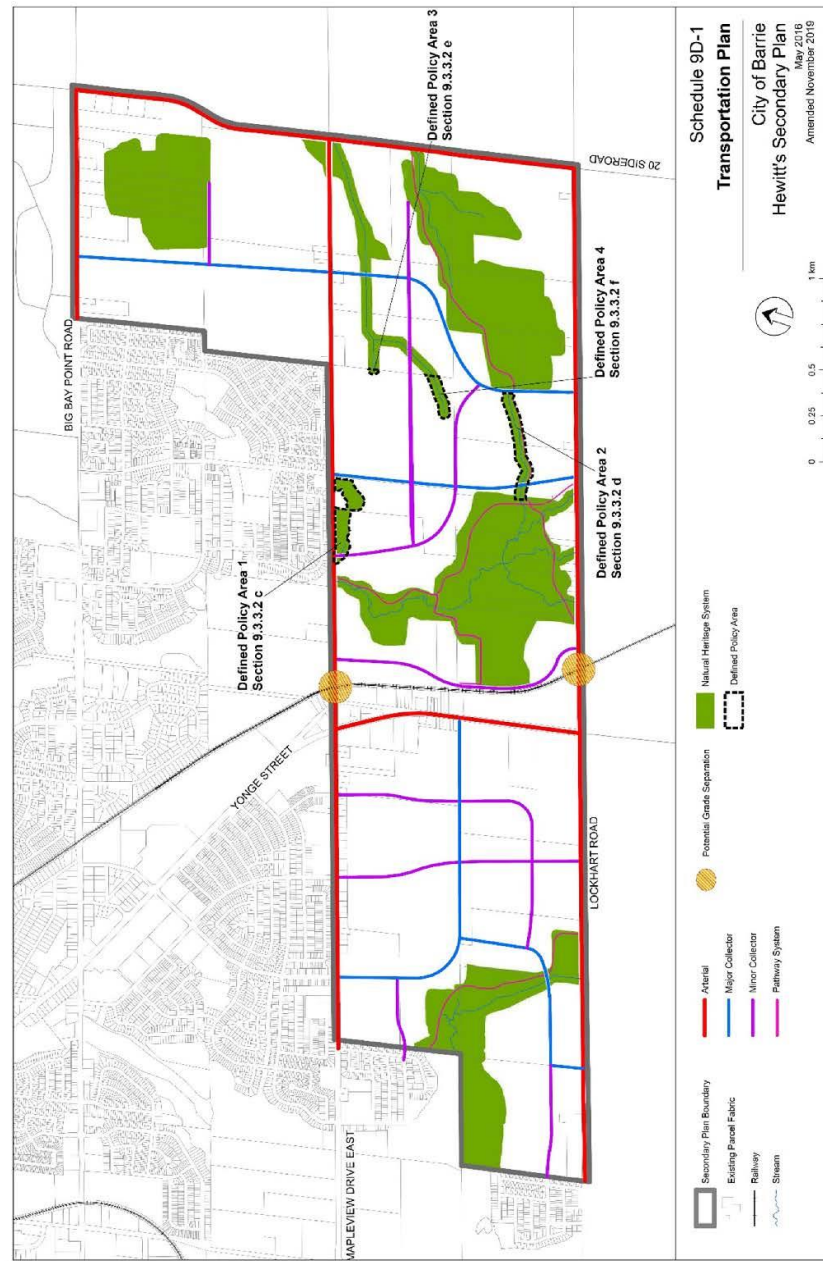 Schedule 9D-1
Transportation Plan
City of Barrie
Hewitt's Secondary Plan
May 2016
Amended November 2019
BIG BAY POINT ROAD
20 SIDEROAD
Defined Policy Area 3
Section 9.3.3.2 e
Defined Policy Area 4
Section 9.3.3.2 f
Defined Policy Area 1
Section 9.3.3.2 c
Defined Policy Area 2
Section 9.3.3.2 d
YONGE STREET
LOCKHART ROAD
MAPLEVIEW DRIVE EAST
Secondary Plan Boundary
Existing Parcel Fabric
Railway
Stream
Arterial
Major Collector
Minor Collector
Pathway System
Potential Grade Separation
Natural Heritage System
Defined Policy Area
0 0.25 0.5 1 km